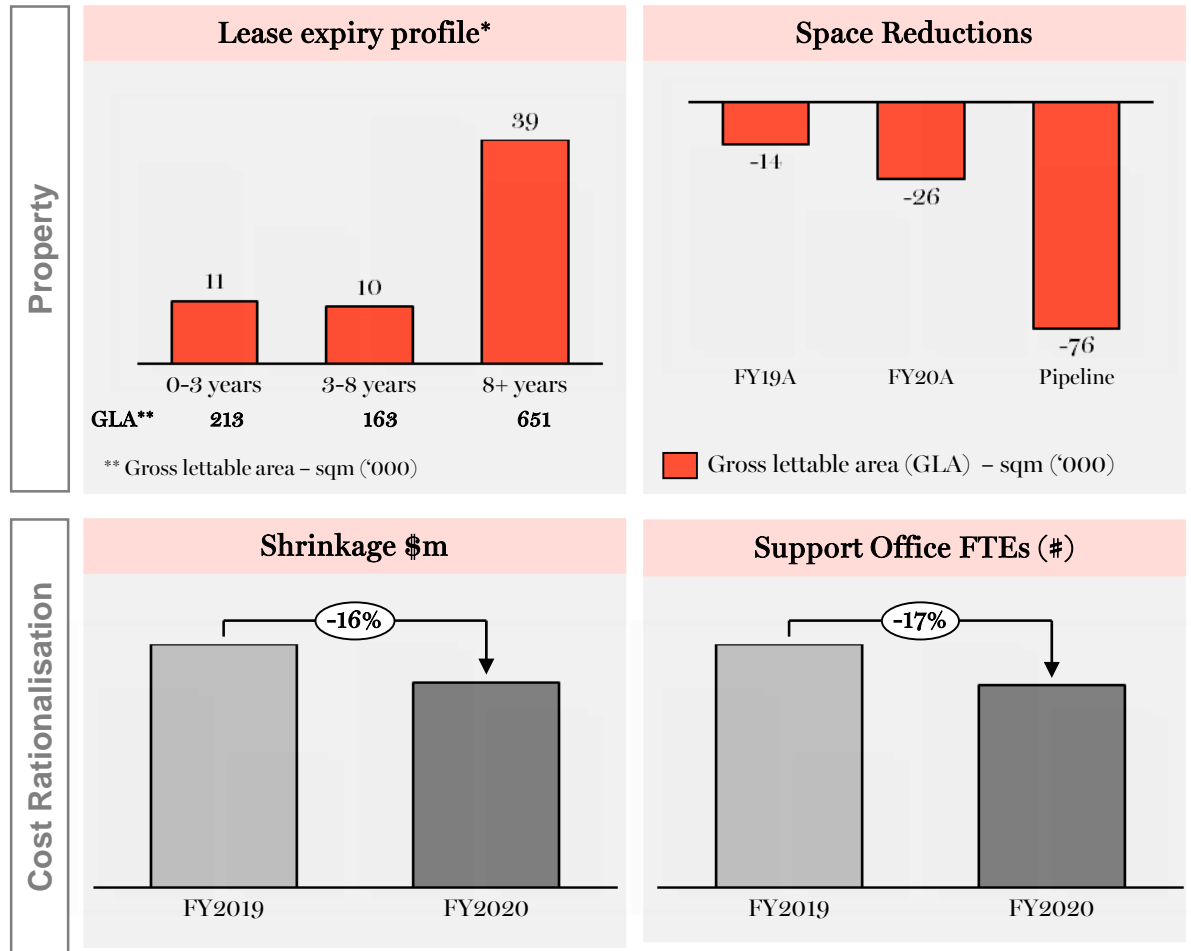 Property
Lease expiry profile*
39
11
10
0-3 years 3-8 years 8+ years
GLA** 213 163 651
** Gross lettable area – sqm (‘000)
Space Reductions
-14
-26
-76
FY19A FY20A Pipeline
Gross lettable area (GLA) – sqm (‘000)
Cost Rationalisation
Shrinkage $m
-16%
FY2019 FY2020
Support Office FTEs (#)
-17%
FY2019 FY2020